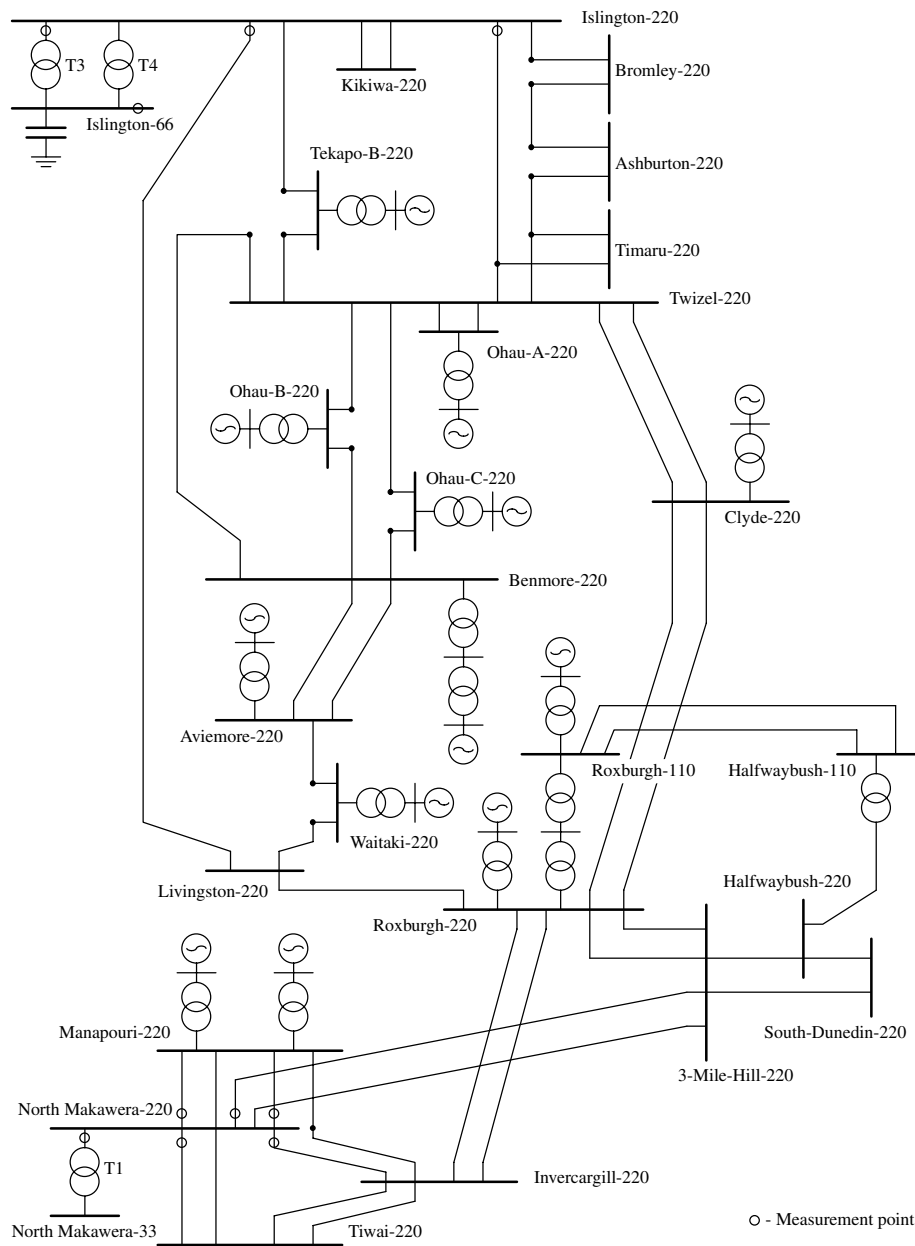 Islington-220
T3
T4
Bromley-220
Kikiwa-220
Islington-66
Tekapo-B-220
Ashburton-220
Timaru-220
Twizel-220
Ohau-A-220
Ohau-B-220
Ohau-C-220
Clyde-220
Benmore-220
Aviemore-220
Roxburgh-110
Halfwaybush-110
Waitaki-220
Livingston-220
Halfwaybush-220
Roxburgh-220
Manapouri-220
South-Dunedin-220
3-Mile-Hill-220
North Makawera-220
T1
Invercargill-220
North Makawera-33
Tiwai-220
- Measurement point